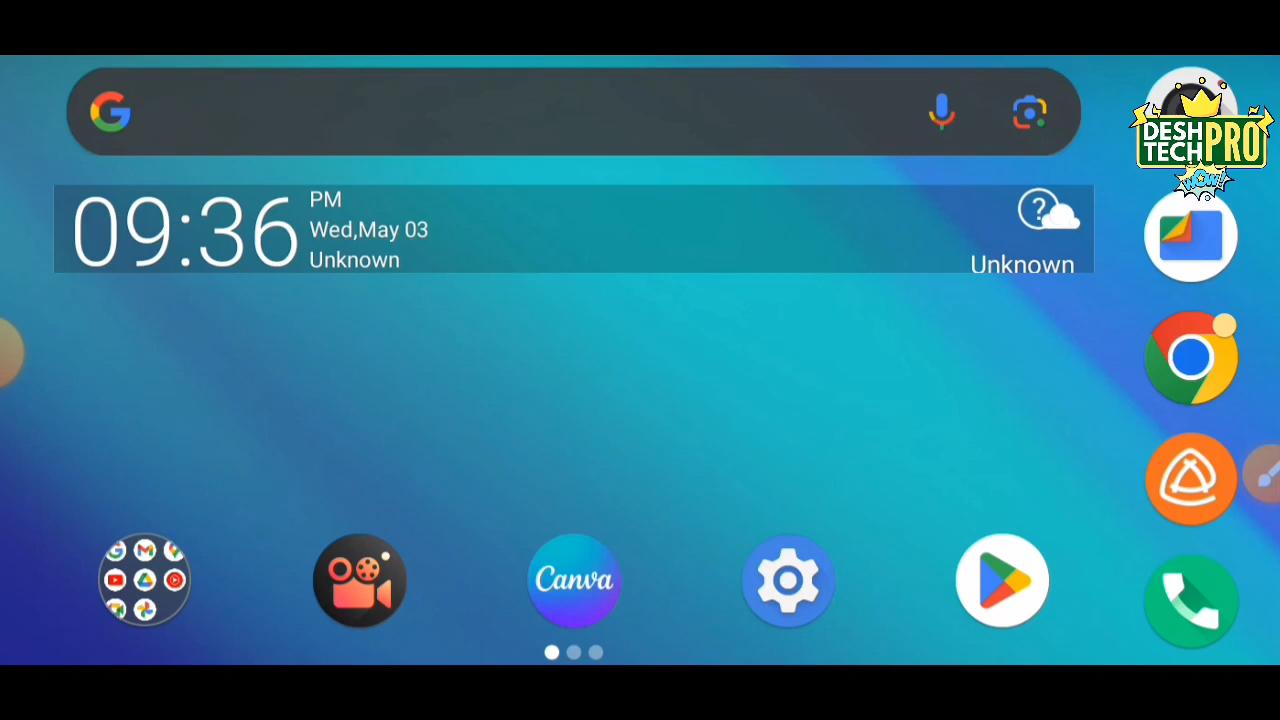 DESH
TECH PRO
WOW!
09:36
PM
Wed,May 03
Unknown
Unknown
Canva